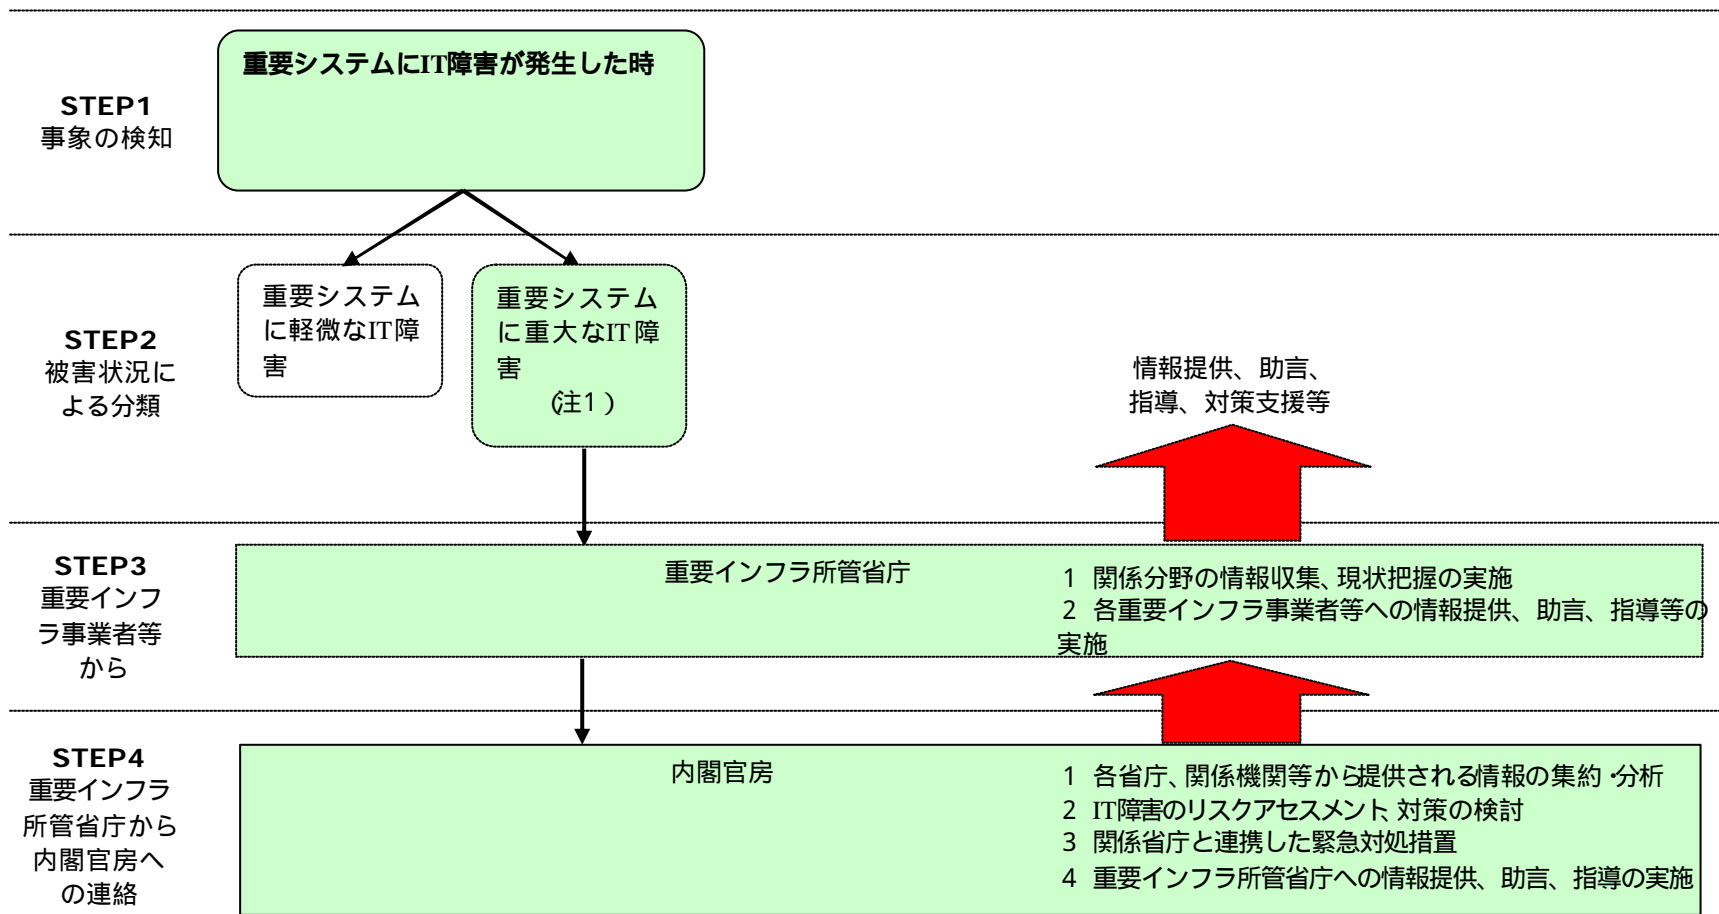 重要システムにIT障害が発生した時
STEP1
事象の検知
重要システム
に軽微なIT障
害
重要システム
に重大なIT障
害
(注1)
STEP2
被害状況に
よる分類
情報提供、助言、
指導、対策支援等
STEP3
重要インフ
ラ事業者等
から
重要インフラ所管省庁
1 関係分野の情報収集、現状把握の実施
2 各重要インフラ事業者等への情報提供、助言、指導等の
実施
STEP4
重要インフラ
所管省庁から
内閣官房へ
の連絡
内閣官房
1 各省庁、関係機関等から提供される情報の集約・分析
2 IT障害のリスクアセスメント、対策の検討
3 関係省庁と連携した緊急対処措置
4 重要インフラ所管省庁への情報提供、助言、指導の実施